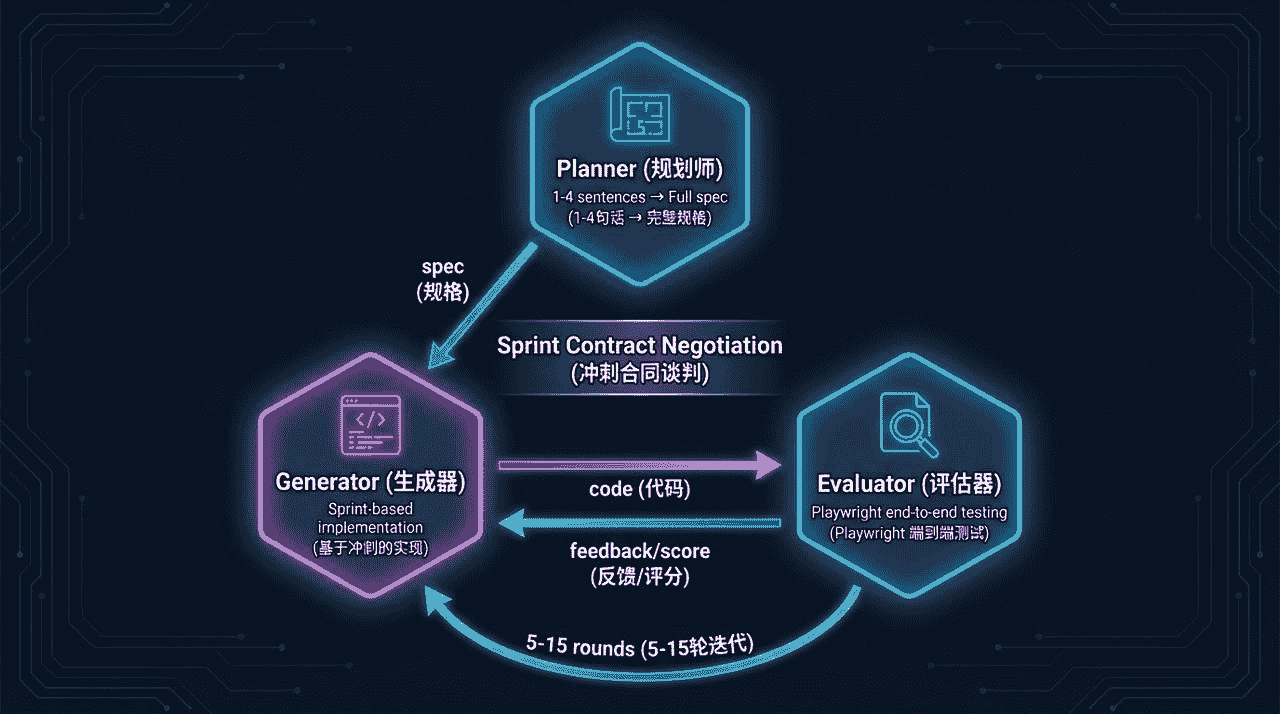 Planner (规划师)
1-4 sentences → Full spec
(1-4句话 → 完整规格)
spec
(规格)
Sprint Contract Negotiation
(冲刺合同谈判)
</>
Generator (生成器)
Sprint-based
implementation
(基于冲刺的实现)
code (代码)
feedback/score
(反馈/评分)
Evaluator (评估器)
Playwright end-to-end testing
(Playwright 端到端测试)
5-15 rounds (5-15轮迭代)